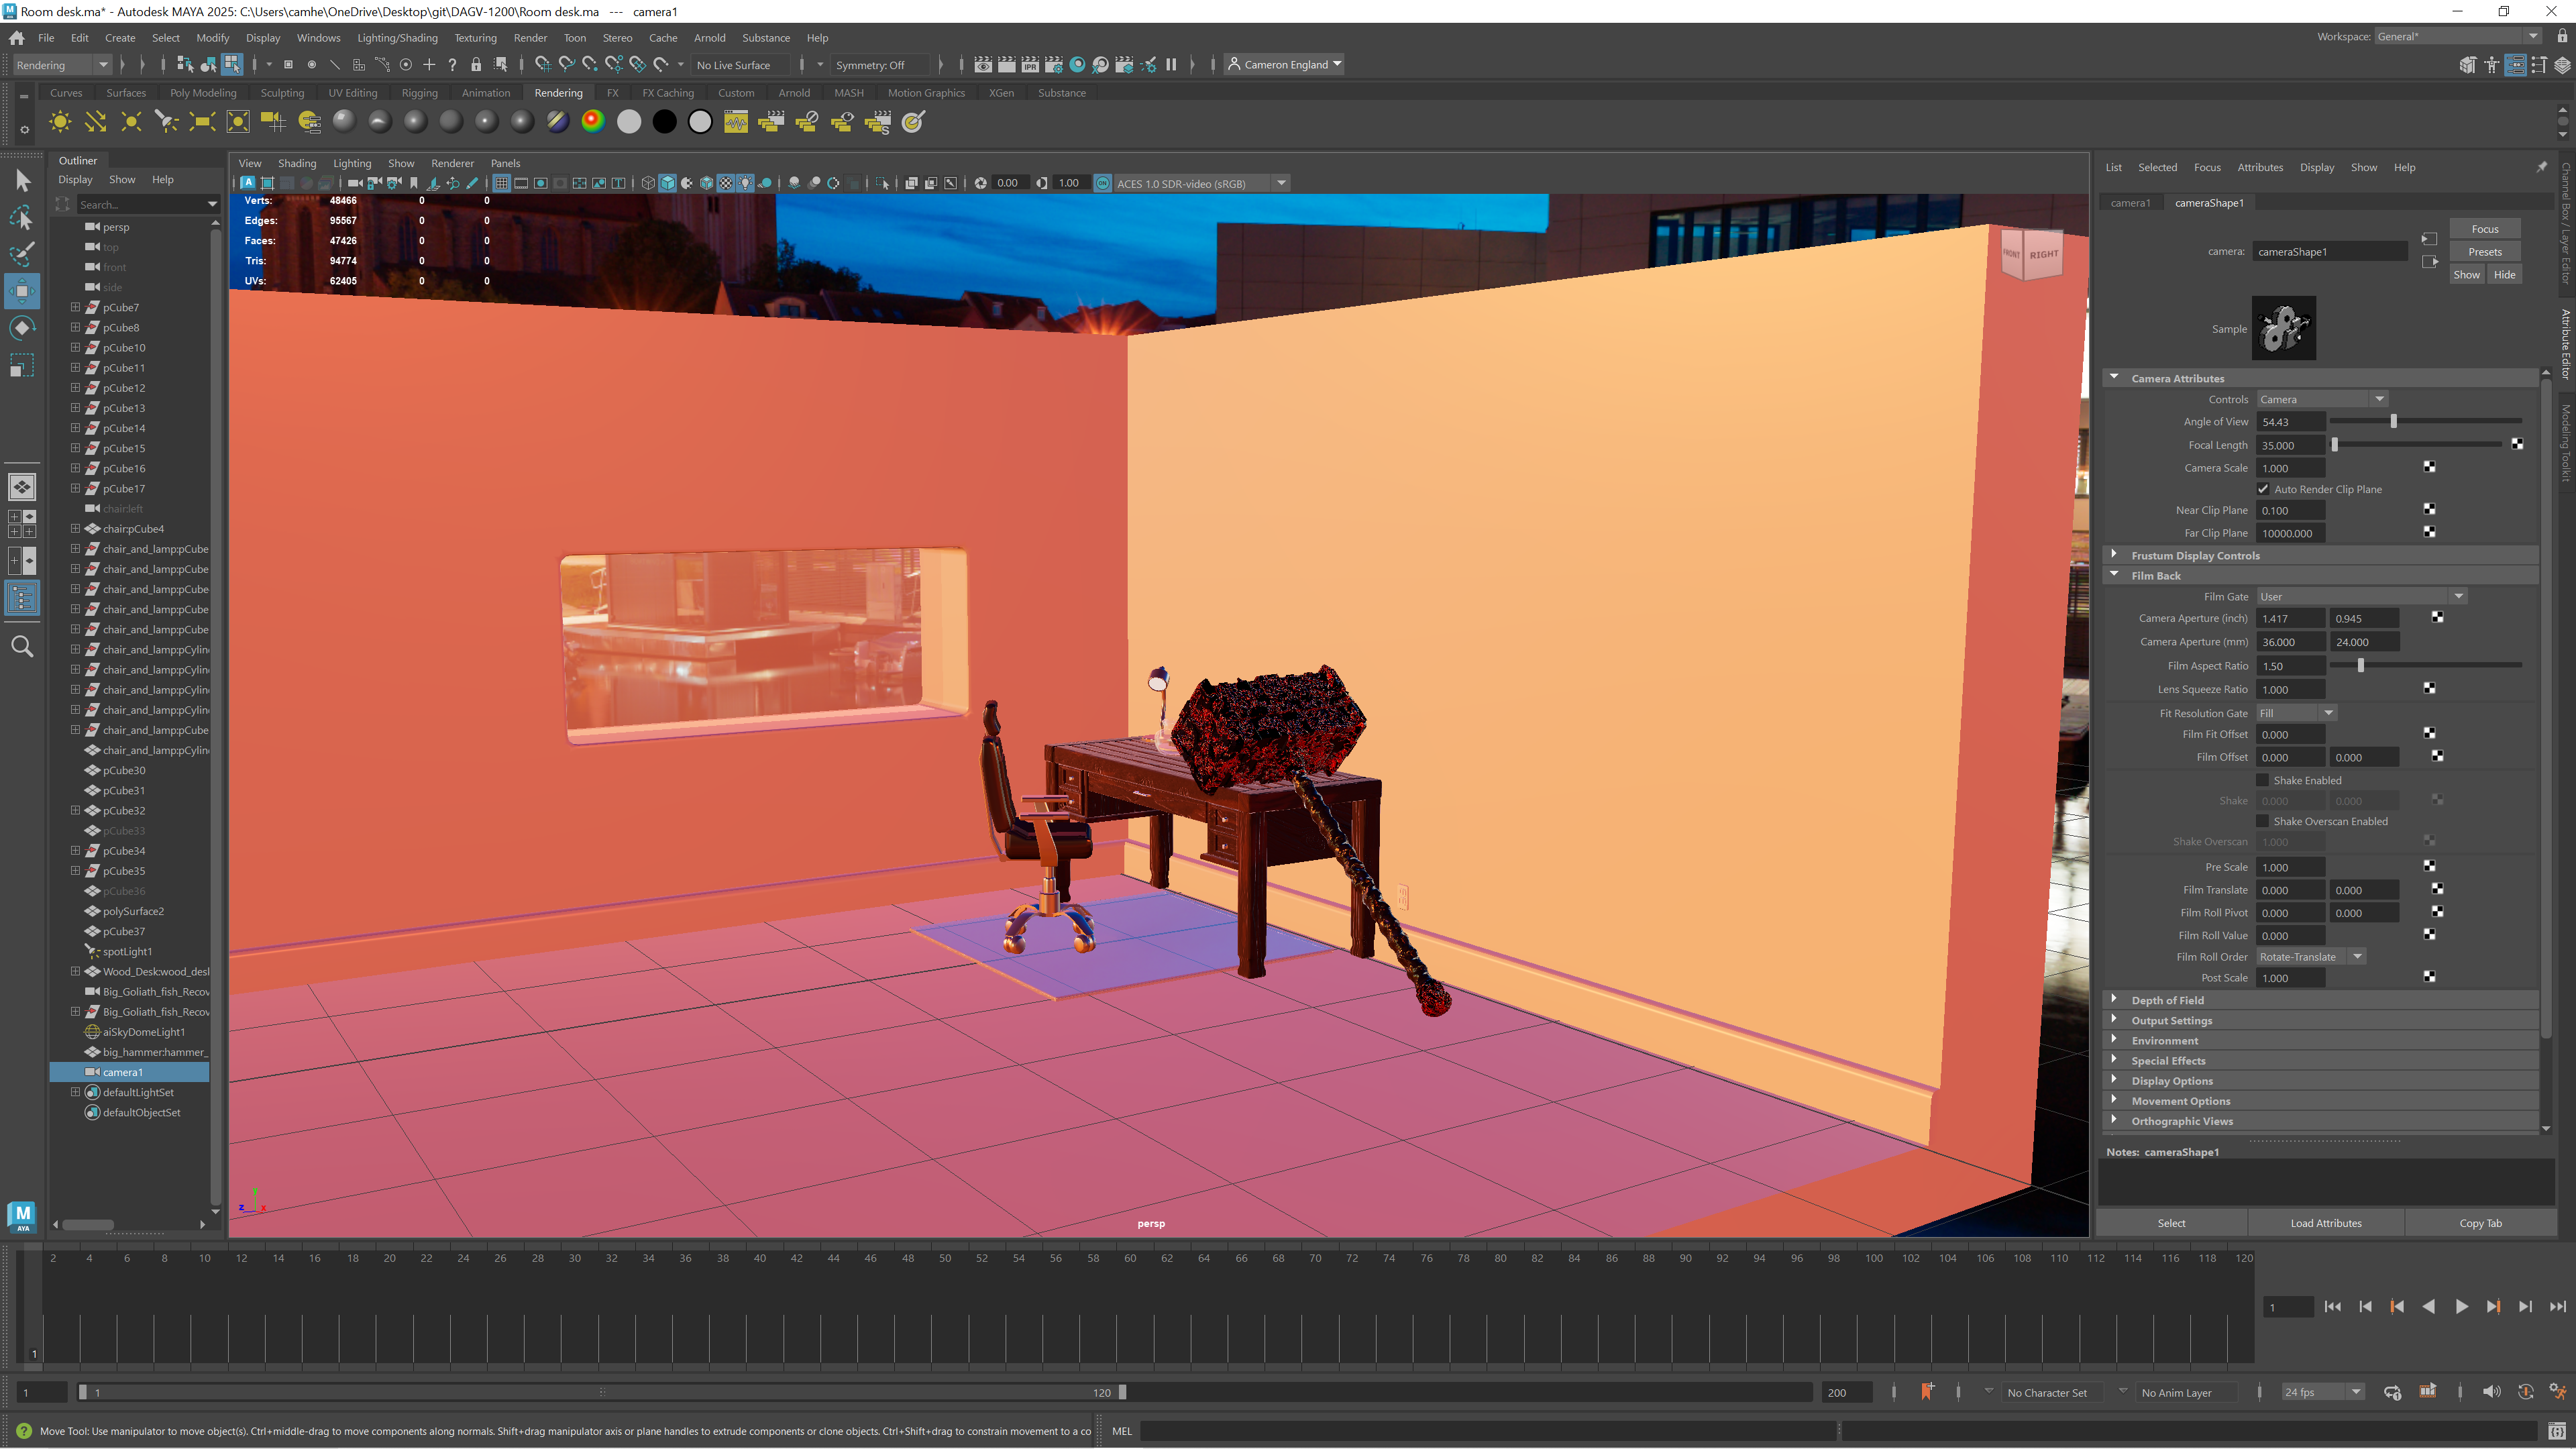 Room desk.ma* - Autodesk MAYA 2025: C:\Users\camhe\OneDrive\Desktop\git\DAGV-1200\Room desk.ma --- camera1
File Edit Create Select Modify Display Windows Lighting/Shading Texturing Render Toon Stereo Cache Arnold Substance Help
Workspace: General*
Rendering
No Live Surface
Symmetry: Off
IPR
Cameron England
Curves Surfaces Poly Modeling Sculpting UV Editing Rigging Animation Rendering FX FX Caching Custom Arnold MASH Motion Graphics XGen Substance
Outliner
Display Show Help
Search...
persp
top
front
side
pCube7
pCube8
pCube10
pCube11
pCube12
pCube13
pCube14
pCube15
pCube16
pCube17
chair:left
chair:pCube4
chair_and_lamp:pCube
chair_and_lamp:pCube
chair_and_lamp:pCube
chair_and_lamp:pCube
chair_and_lamp:pCube
chair_and_lamp:pCylin
chair_and_lamp:pCylin
chair_and_lamp:pCylin
chair_and_lamp:pCylin
chair_and_lamp:pCube
chair_and_lamp:pCylin
pCube30
pCube31
pCube32
pCube33
pCube34
pCube35
pCube36
polySurface2
pCube37
spotLight1
Wood_Desk:wood_desl
Big_Goliath_fish_Recov
Big_Goliath_fish_Recov
aiSkyDomeLight1
big_hammer:hammer_
camera1
defaultLightSet
defaultObjectSet
View Shading Lighting Show Renderer Panels
0.00
1.00
ON
ACES 1.0 SDR-video (sRGB)
Verts: 48466 0 0
Edges: 95567 0 0
Faces: 47426 0 0
Tris: 94774 0 0
UVs: 62405 0 0
FRONT
RIGHT
y
z
x
persp
List Selected Focus Attributes Display Show Help
camera1 cameraShape1
camera: cameraShape1
Focus
Presets
Show Hide
Sample
Camera Attributes
Controls Camera
Angle of View 54.43
Focal Length 35.000
Camera Scale 1.000
Auto Render Clip Plane
Near Clip Plane 0.100
Far Clip Plane 10000.000
Frustum Display Controls
Film Back
Film Gate User
Camera Aperture (inch) 1.417 0.945
Camera Aperture (mm) 36.000 24.000
Film Aspect Ratio 1.50
Lens Squeeze Ratio 1.000
Fit Resolution Gate Fill
Film Fit Offset 0.000
Film Offset 0.000 0.000
Shake Enabled
Shake 0.000 0.000
Shake Overscan Enabled
Shake Overscan 1.000
Pre Scale 1.000
Film Translate 0.000 0.000
Film Roll Pivot 0.000 0.000
Film Roll Value 0.000
Film Roll Order Rotate-Translate
Post Scale 1.000
Depth of Field
Output Settings
Environment
Special Effects
Display Options
Movement Options
Orthographic Views
Notes: cameraShape1
Select Load Attributes Copy Tab
Channel Box / Layer Editor
Attribute Editor
Modeling Toolkit
M
AYA
2 4 6 8 10 12 14 16 18 20 22 24 26 28 30 32 34 36 38 40 42 44 46 48 50 52 54 56 58 60 62 64 66 68 70 72 74 76 78 80 82 84 86 88 90 92 94 96 98 100 102 104 106 108 110 112 114 116 118 120
1
1
1
1
120
200
No Character Set
No Anim Layer
24 fps
Move Tool: Use manipulator to move object(s). Ctrl+middle-drag to move components along normals. Shift+drag manipulator axis or plane handles to extrude components or clone objects. Ctrl+Shift+drag to constrain movement to a co
MEL